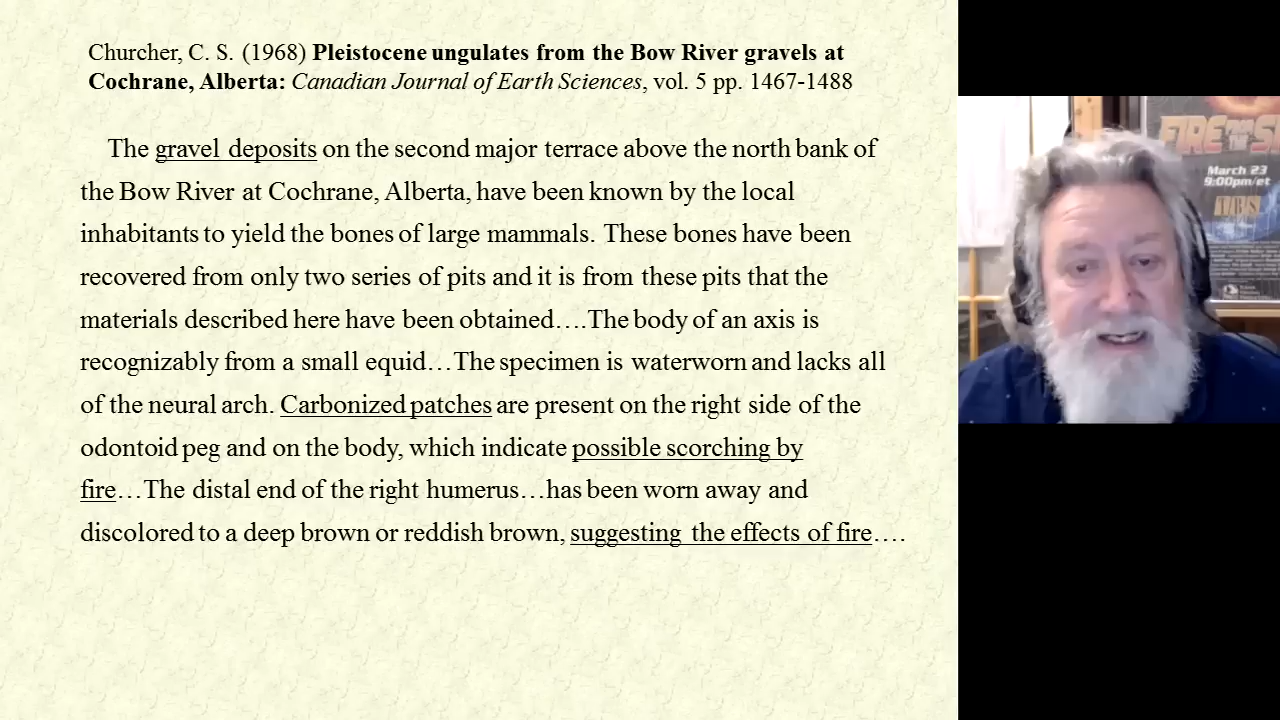 Churcher, C. S. (1968) Pleistocene ungulates from the Bow River gravels at
Cochrane, Alberta: Canadian Journal of Earth Sciences, vol. 5 pp. 1467-1488
The gravel deposits on the second major terrace above the north bank of
the Bow River at Cochrane, Alberta, have been known by the local
inhabitants to yield the bones of large mammals. These bones have been
recovered from only two series of pits and it is from these pits that the
materials described here have been obtained….The body of an axis is
recognizably from a small equid…The specimen is waterworn and lacks all
of the neural arch. Carbonized patches are present on the right side of the
odontoid peg and on the body, which indicate possible scorching by
fire…The distal end of the right humerus…has been worn away and
discolored to a deep brown or reddish brown, suggesting the effects of fire….
FIRE FROM THE
March 23
9:00pm/et
TBS